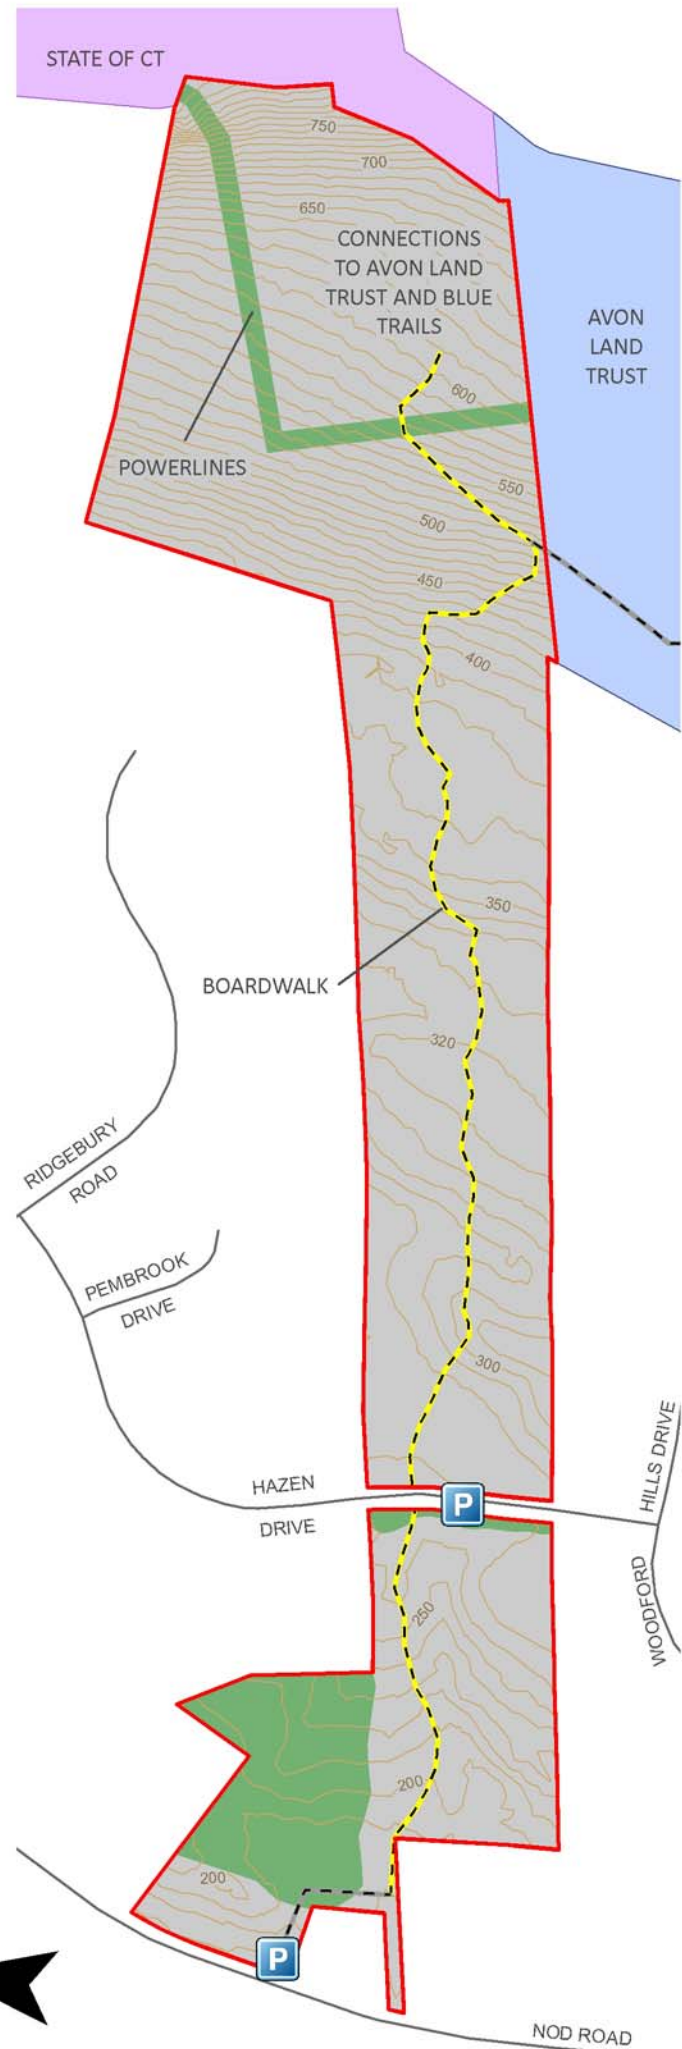 STATE OF CT
750
700
650
CONNECTIONS
TO AVON LAND
TRUST AND BLUE
TRAILS
AVON
LAND
TRUST
600
POWERLINES
550
500
450
400
350
BOARDWALK
320
RIDGEBURY
ROAD
PEMBROOK
DRIVE
300
HAZEN
DRIVE
P
HILLS DRIVE
WOODFORD
250
200
200
P
NOD ROAD